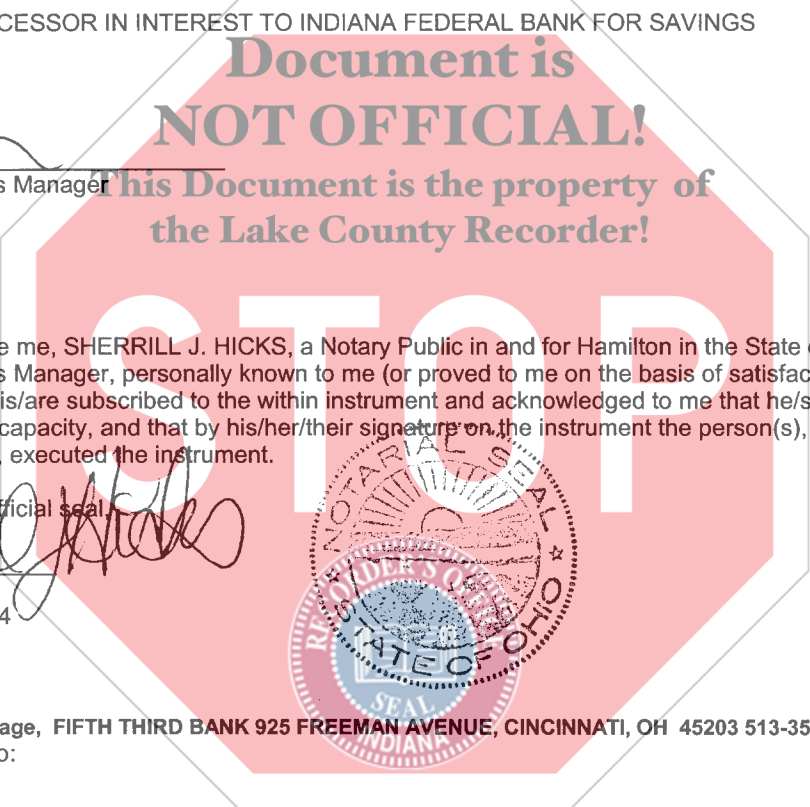 CESSOR IN INTEREST TO INDIANA FEDERAL BANK FOR SAVINGS
Document is
NOT OFFICIAL!
s Manager
This Document is the property of
the Lake County Recorder!
STOP
e me, SHERRILL J. HICKS, a Notary Public in and for Hamilton in the State
s Manager, personally known to me (or proved to me on the basis of satisfac
is/are subscribed to the within instrument and acknowledged to me that he/s
capacity, and that by his/her/their signature on the instrument the person(s),
, executed the instrument.
ficial seal,
NOTARIAL SEAL
STATE OF OHIO
RECORDER'S OFFICE
SEAL
INDIANA
4
age, FIFTH THIRD BANK 925 FREEMAN AVENUE, CINCINNATI, OH 45203 513-35
o: